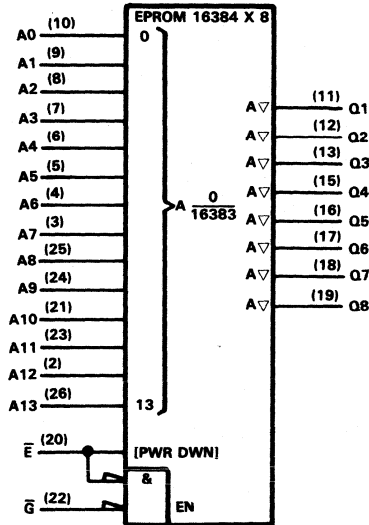 EPROM 16384 X 8
A0 (10) 0
A1 (9)
A2 (8)
A3 (7)
A4 (6)
A5 (5)
A6 (4)
A7 (3)
A8 (25)
A9 (24)
A10 (21)
A11 (23)
A12 (2)
A13 (26) 13
A 0/16383
A▽ (11) Q1
A▽ (12) Q2
A▽ (13) Q3
A▽ (15) Q4
A▽ (16) Q5
A▽ (17) Q6
A▽ (18) Q7
A▽ (19) Q8
E̅ (20) [PWR DWN]
&
G̅ (22) EN